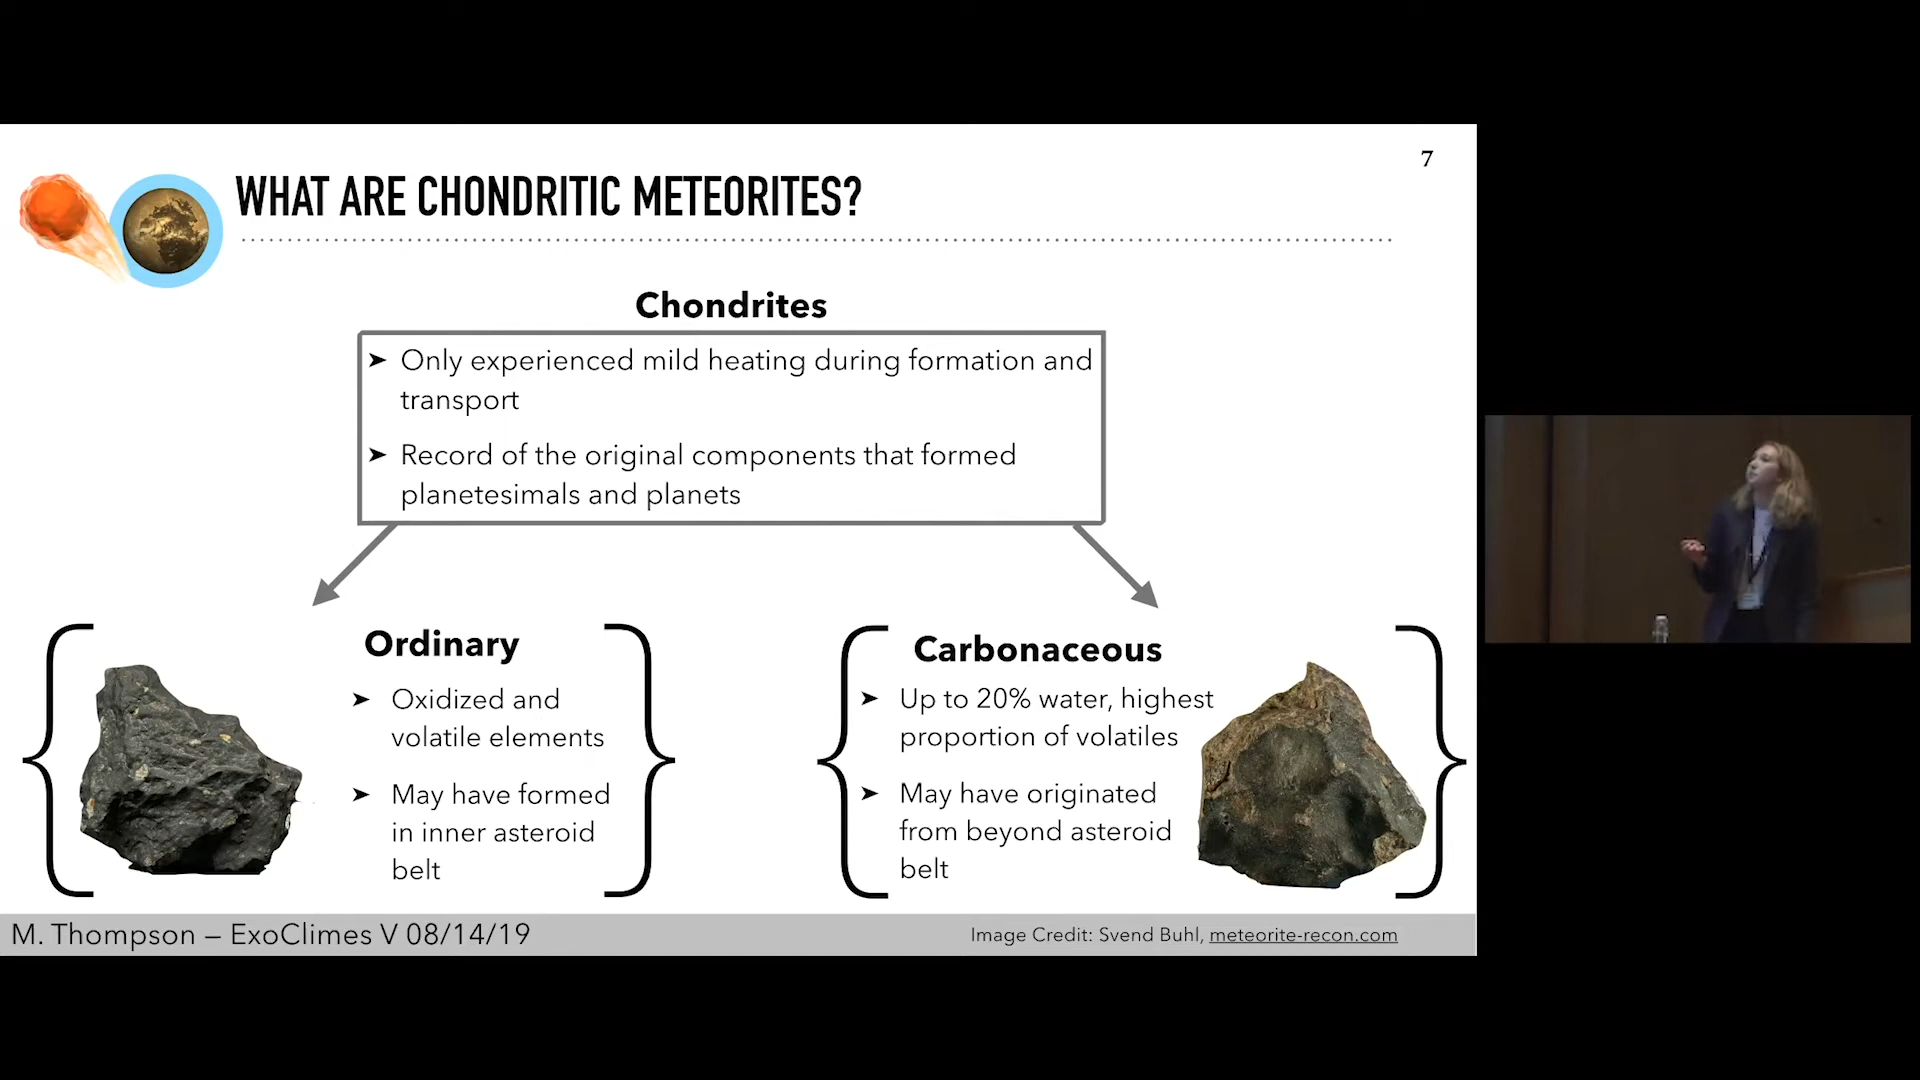 7
WHAT ARE CHONDRITIC METEORITES?
Chondrites
➤ Only experienced mild heating during formation and
transport
➤ Record of the original components that formed
planetesimals and planets
Ordinary
➤ Oxidized and
volatile elements
➤ May have formed
in inner asteroid
belt
Carbonaceous
➤ Up to 20% water, highest
proportion of volatiles
➤ May have originated
from beyond asteroid
belt
M. Thompson – ExoClimes V 08/14/19
Image Credit: Svend Buhl, meteorite-recon.com